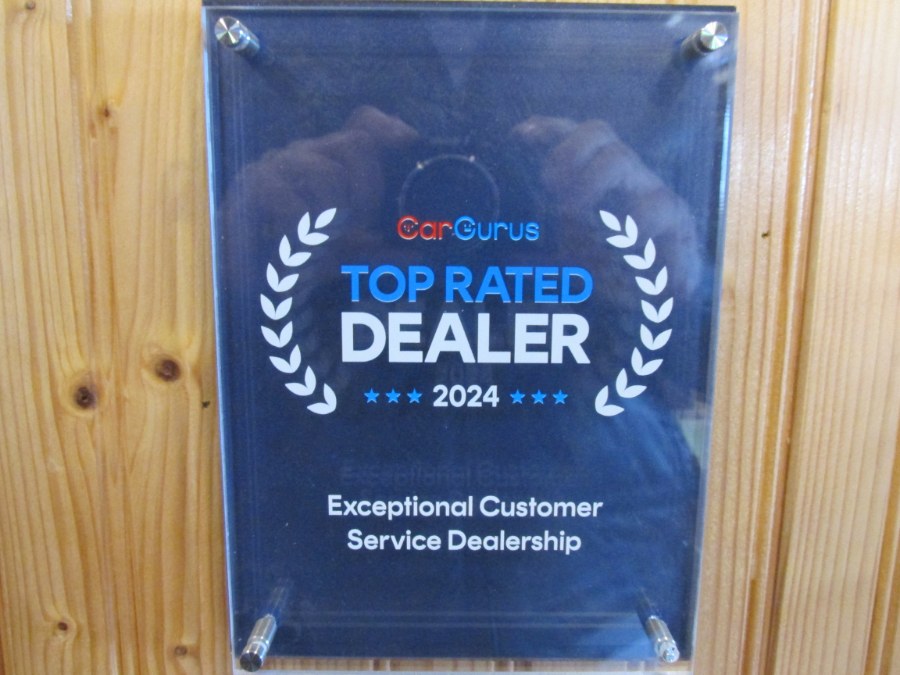 CarGurus
TOP RATED
DEALER
2024
Exceptional Customer
Service Dealership